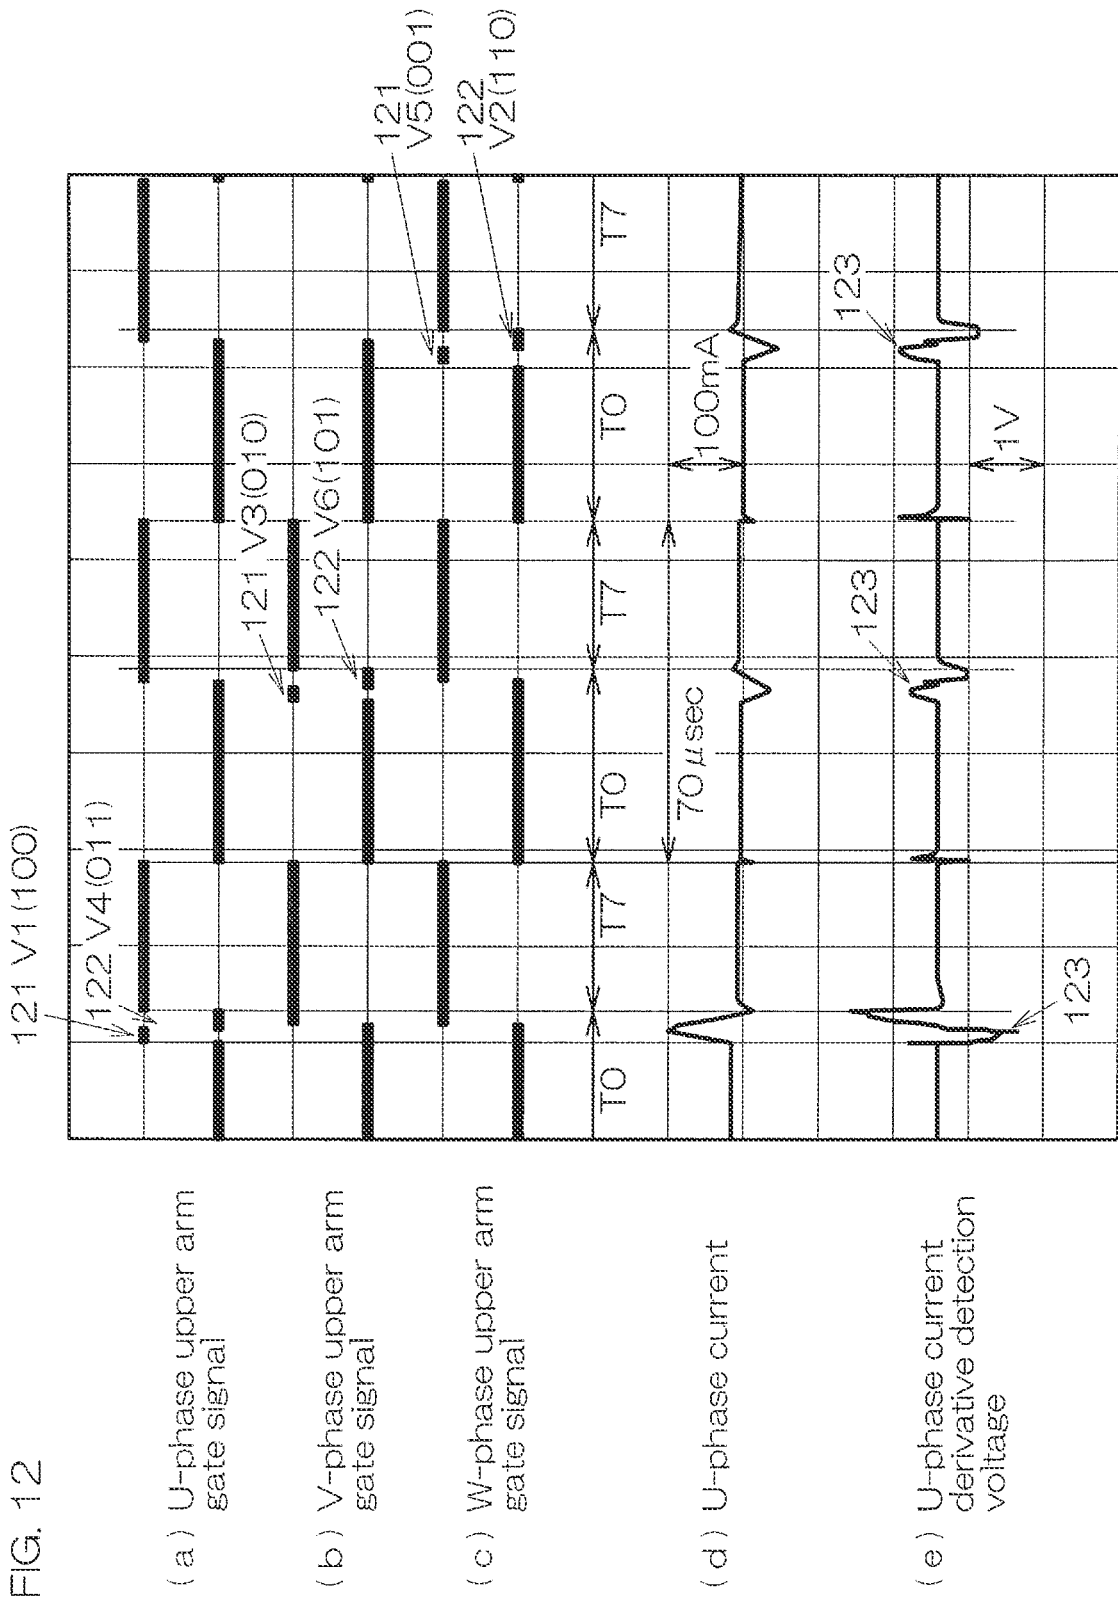 FIG. 12
121 V1(100)
122 V4(011)
(a) U-phase upper arm
gate signal
121 V3(010)
(b) V-phase upper arm
gate signal
122 V6(101)
121
V5(001)
(c) W-phase upper arm
gate signal
122
V2(110)
T0
T7
T0
T7
T0
T7
70μsec
100mA
(d) U-phase current
123
123
123
(e) U-phase current
derivative detection
voltage
1V